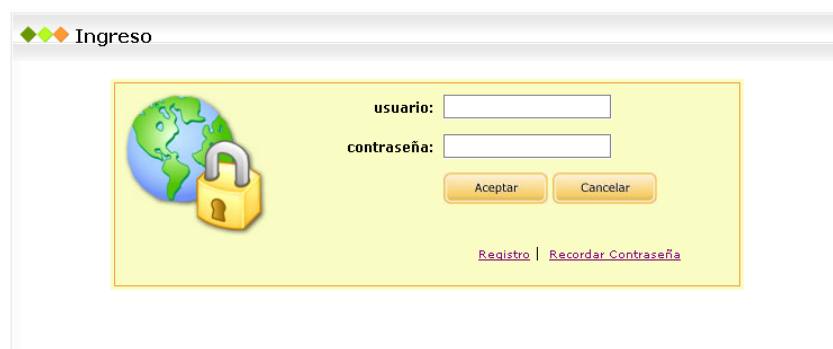 Ingreso
usuario:
contraseña:
Aceptar Cancelar
Registro | Recordar Contraseña